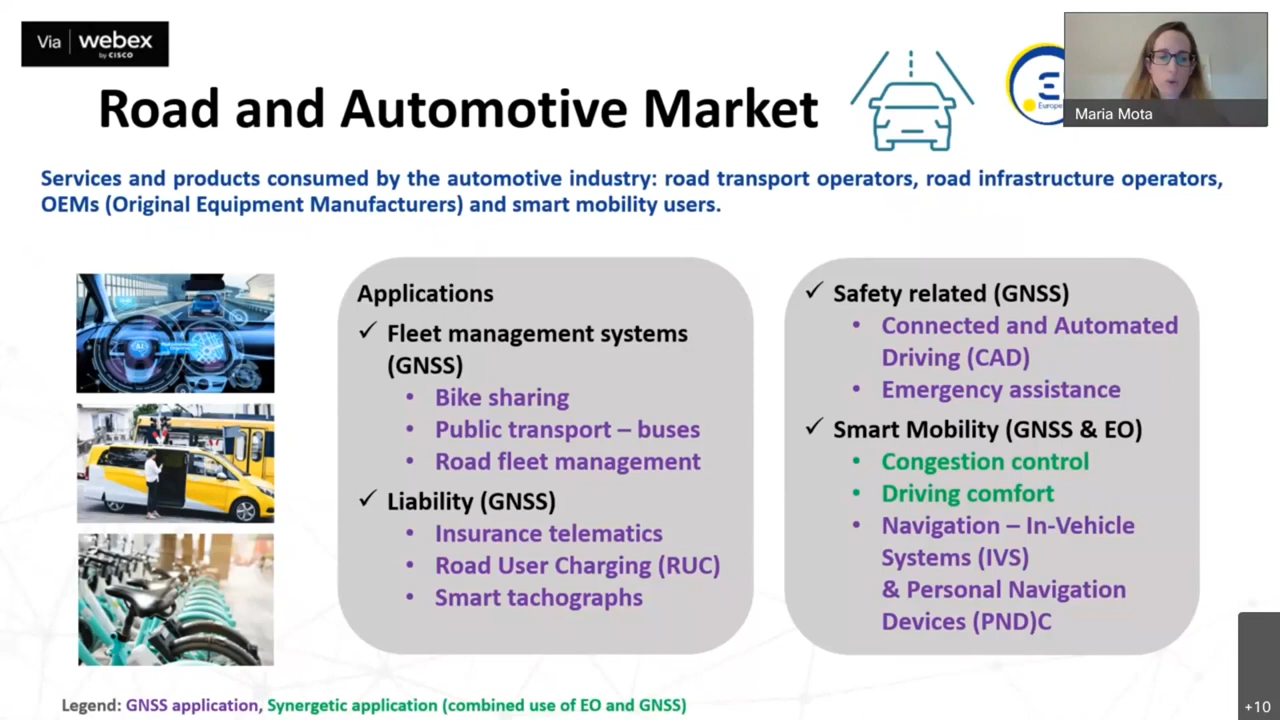 Via webex
by CISCO
Road and Automotive Market
Europe
Maria Mota
Services and products consumed by the automotive industry: road transport operators, road infrastructure operators,
OEMs (Original Equipment Manufacturers) and smart mobility users.
Applications
✓ Fleet management systems
(GNSS)
• Bike sharing
• Public transport – buses
• Road fleet management
✓ Liability (GNSS)
• Insurance telematics
• Road User Charging (RUC)
• Smart tachographs
✓ Safety related (GNSS)
• Connected and Automated
Driving (CAD)
• Emergency assistance
✓ Smart Mobility (GNSS & EO)
• Congestion control
• Driving comfort
• Navigation – In-Vehicle
Systems (IVS)
& Personal Navigation
Devices (PND)C
Legend: GNSS application, Synergetic application (combined use of EO and GNSS)
+10